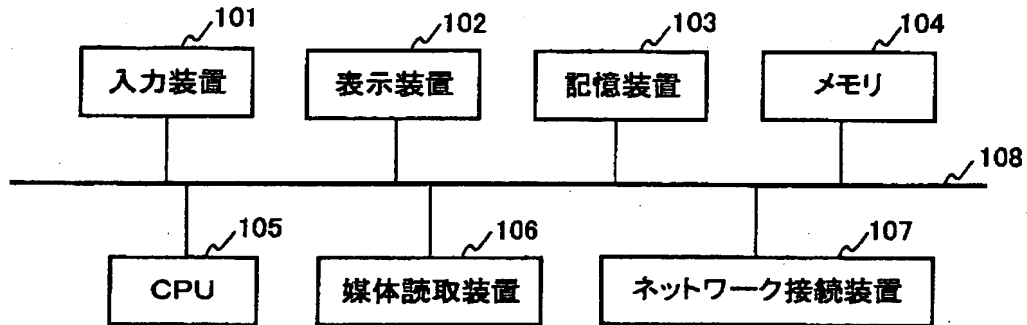 101
入力装置
102
表示装置
103
記憶装置
104
メモリ
108
105
CPU
106
媒体読取装置
107
ネットワーク接続装置